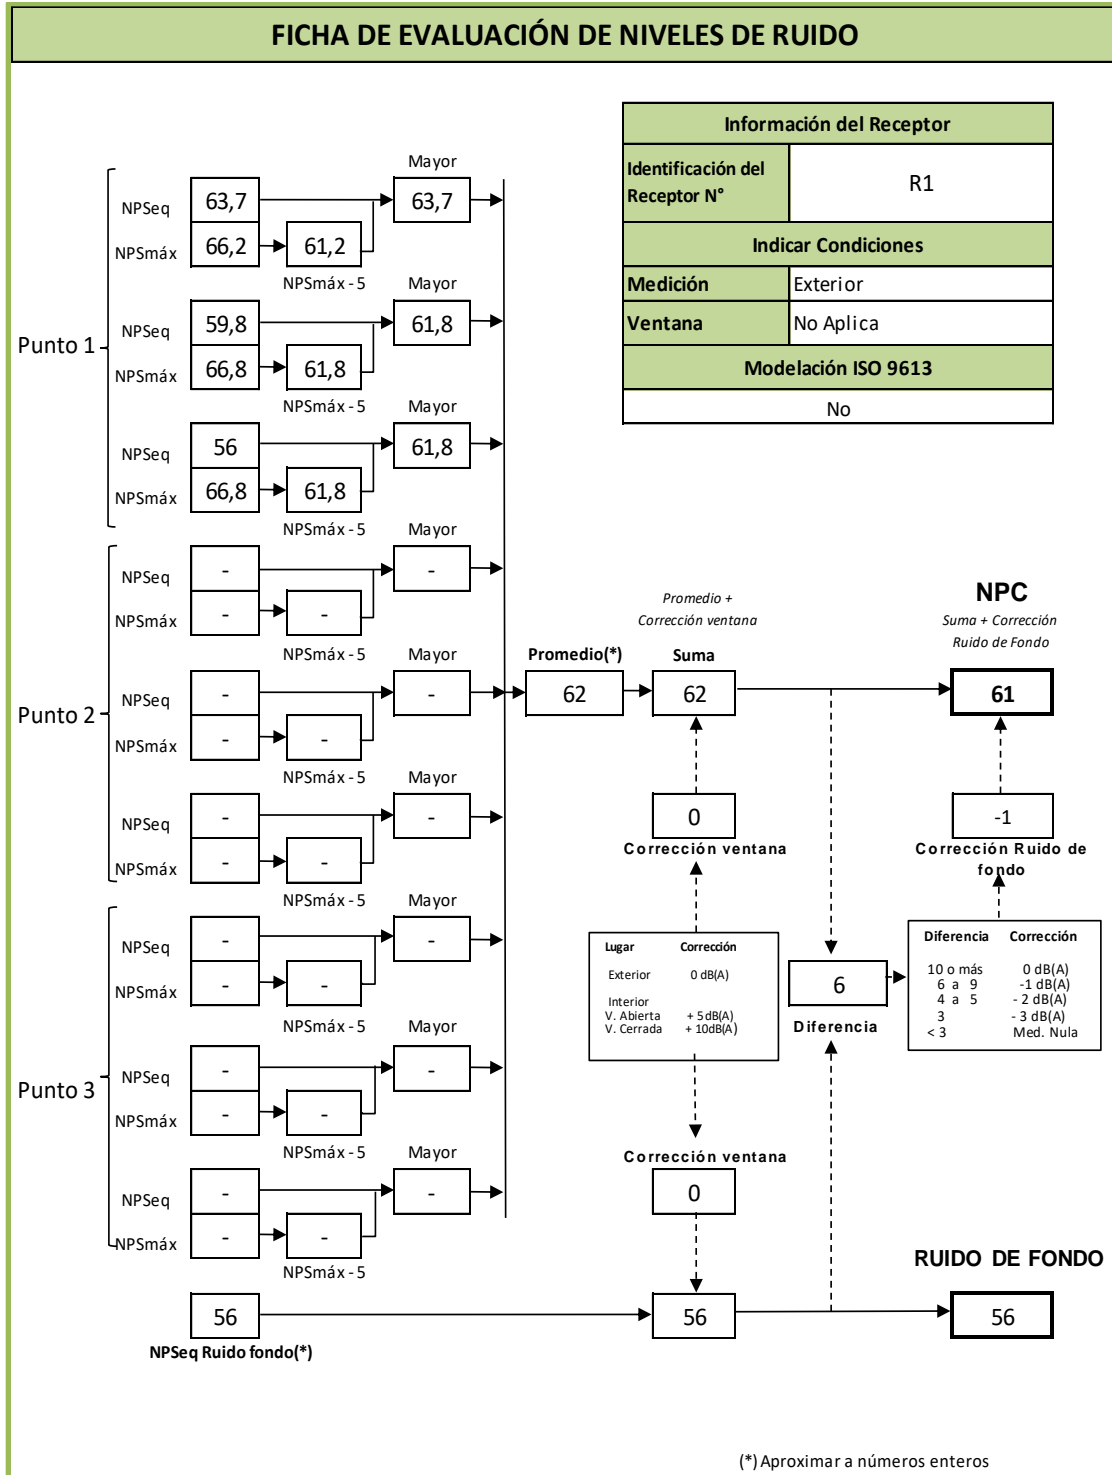 FICHA DE EVALUACIÓN DE NIVELES DE RUIDO
Información del Receptor
Identificación del Receptor N°
R1
Indicar Condiciones
Medición
Exterior
Ventana
No Aplica
Modelación ISO 9613
No
Punto 1
Mayor
NPSeq
63,7
63,7
NPSmáx
66,2
61,2
NPSmáx - 5
Mayor
NPSeq
59,8
61,8
NPSmáx
66,8
61,8
NPSmáx - 5
Mayor
NPSeq
56
61,8
NPSmáx
66,8
61,8
NPSmáx - 5
Punto 2
Mayor
NPSeq
-
-
NPSmáx
-
-
NPSmáx - 5
Mayor
NPSeq
-
-
NPSmáx
-
-
NPSmáx - 5
Mayor
NPSeq
-
-
NPSmáx
-
-
NPSmáx - 5
Punto 3
Mayor
NPSeq
-
-
NPSmáx
-
-
NPSmáx - 5
Mayor
NPSeq
-
-
NPSmáx
-
-
NPSmáx - 5
Mayor
NPSeq
-
-
NPSmáx
-
-
NPSmáx - 5
Promedio(*)
62
Promedio +
Corrección ventana
Suma
62
NPC
Suma + Corrección
Ruido de Fondo
61
0
Corrección ventana
-1
Corrección Ruido de
fondo
Lugar Corrección
Exterior 0 dB(A)
Interior
V. Abierta + 5dB(A)
V. Cerrada + 10dB(A)
6
Diferencia
Diferencia Corrección
10 o más 0 dB(A)
6 a 9 -1 dB(A)
4 a 5 - 2 dB(A)
3 - 3 dB(A)
< 3 Med. Nula
Corrección ventana
0
RUIDO DE FONDO
56
56
56
NPSeq Ruido fondo(*)
(*) Aproximar a números enteros